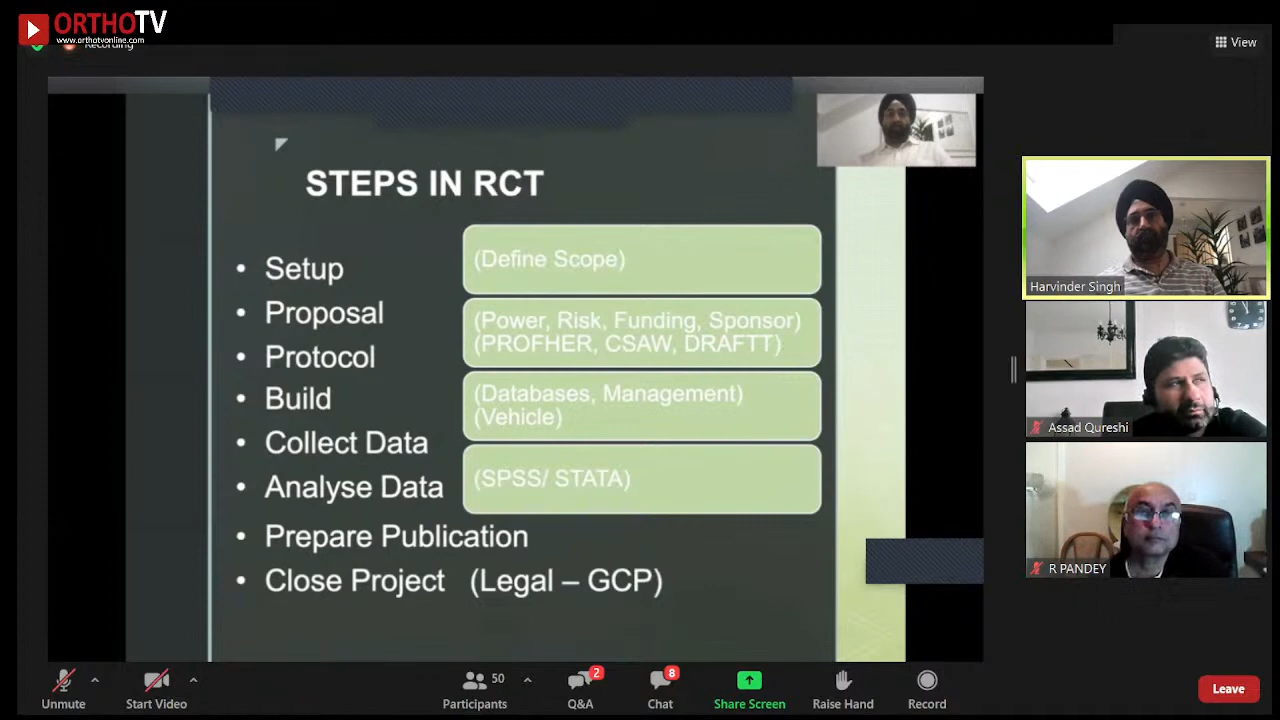 ORTHOTV
www.orthotvonline.com
Recording
View
STEPS IN RCT
• Setup
(Define Scope)
• Proposal
(Power, Risk, Funding, Sponsor)
• Protocol
(PROFHER, CSAW, DRAFTT)
• Build
(Databases, Management)
(Vehicle)
• Collect Data
• Analyse Data
(SPSS/ STATA)
• Prepare Publication
• Close Project (Legal – GCP)
Harvinder Singh
Assad Qureshi
R PANDEY
Unmute
Start Video
50
Participants
2
Q&A
8
Chat
Share Screen
Raise Hand
Record
Leave